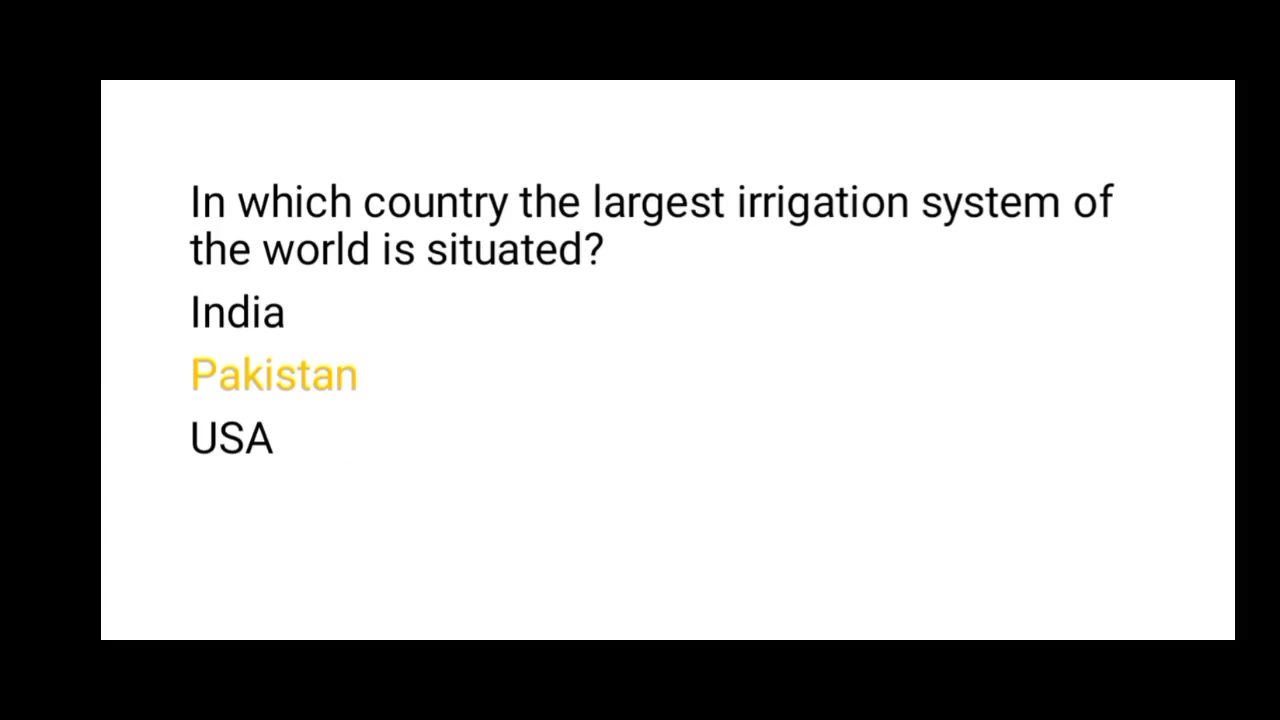 In which country the largest irrigation system of
the world is situated?
India
Pakistan
USA